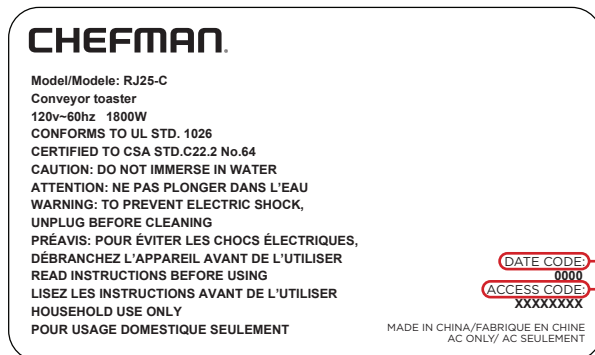 CHEFMAN.
Model/Modele: RJ25-C
Conveyor toaster
120v~60hz 1800W
CONFORMS TO UL STD. 1026
CERTIFIED TO CSA STD.C22.2 No.64
CAUTION: DO NOT IMMERSE IN WATER
ATTENTION: NE PAS PLONGER DANS L'EAU
WARNING: TO PREVENT ELECTRIC SHOCK,
UNPLUG BEFORE CLEANING
PRÉAVIS: POUR ÉVITER LES CHOCS ÉLECTRIQUES,
DÉBRANCHEZ L'APPAREIL AVANT DE L'UTILISER
READ INSTRUCTIONS BEFORE USING
LISEZ LES INSTRUCTIONS AVANT DE L'UTILISER
HOUSEHOLD USE ONLY
POUR USAGE DOMESTIQUE SEULEMENT
DATE CODE:
0000
ACCESS CODE:
XXXXXXXX
MADE IN CHINA/FABRIQUE EN CHINE
AC ONLY/ AC SEULEMENT